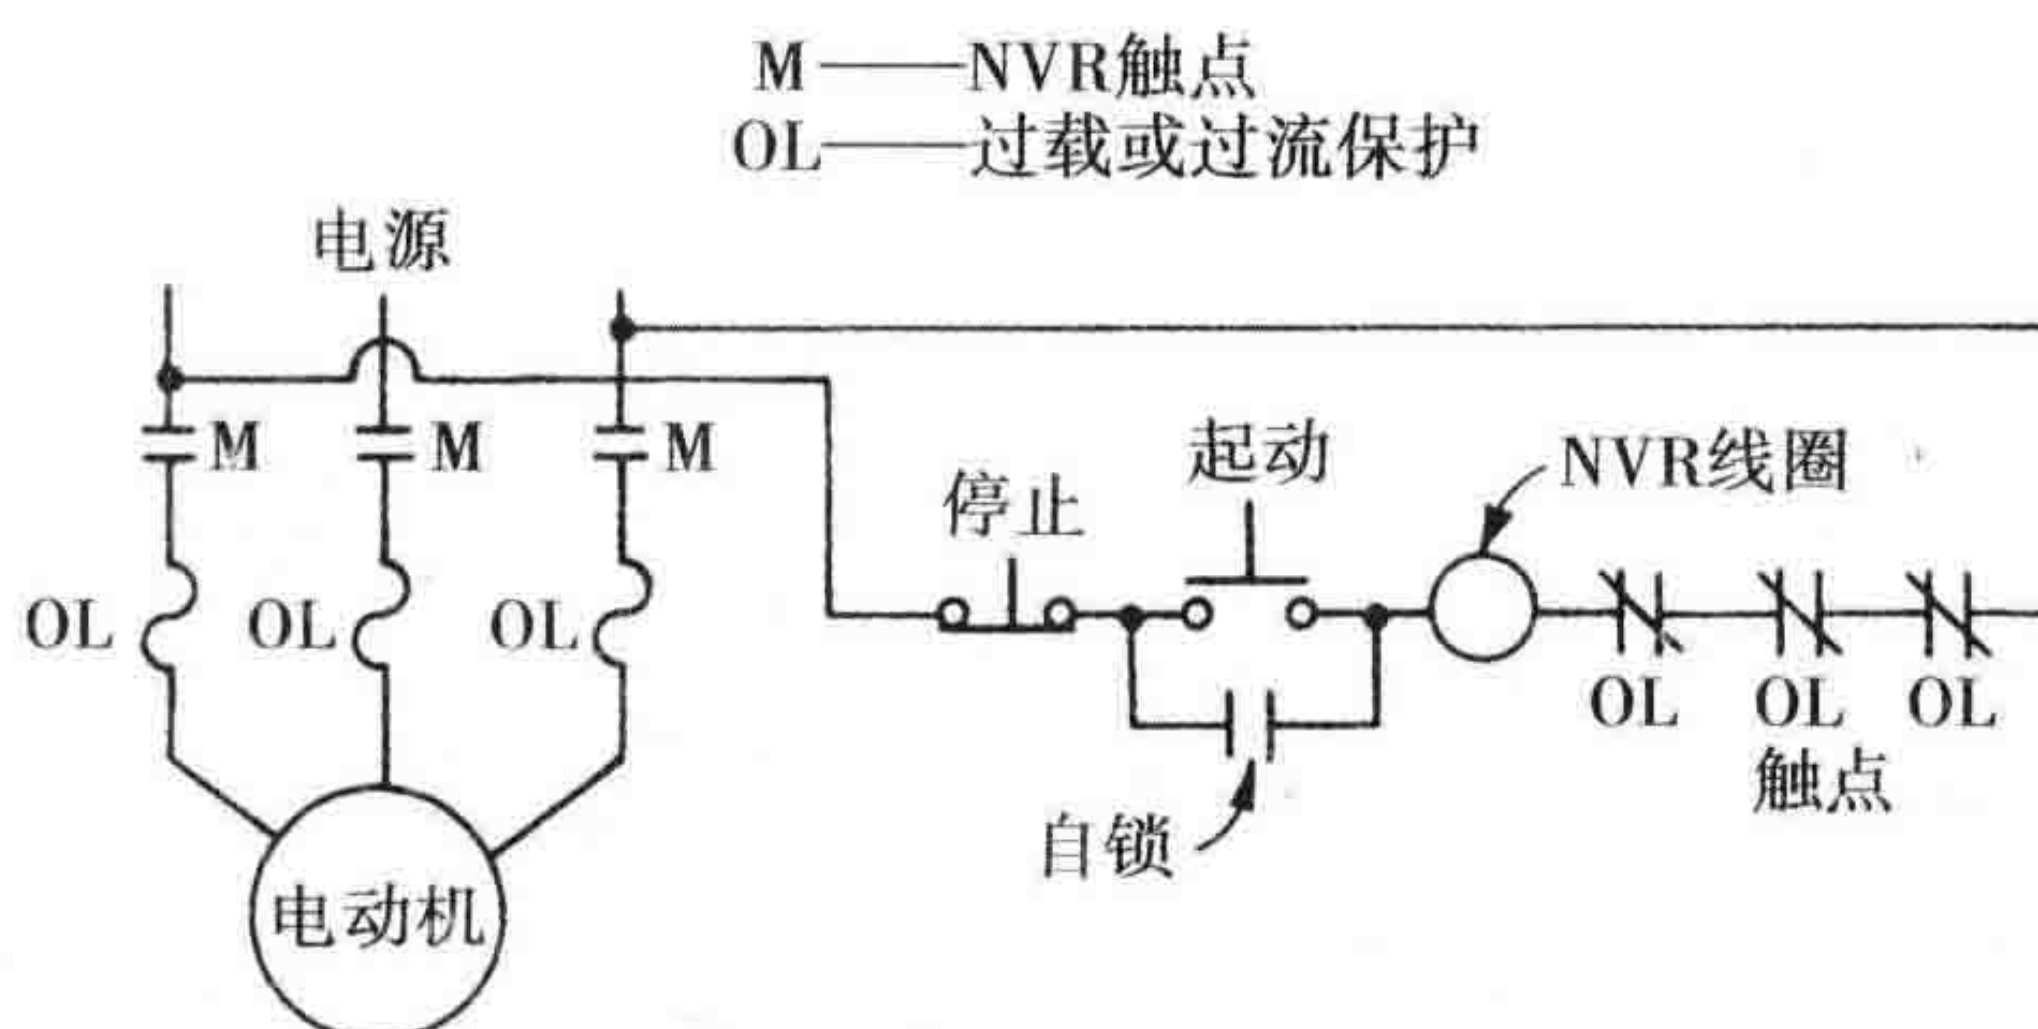 M——NVR触点
OL——过载或过流保护
电源
M M M
起动
NVR线圈
停止
OL OL OL
OL OL OL
触点
自锁
电动机